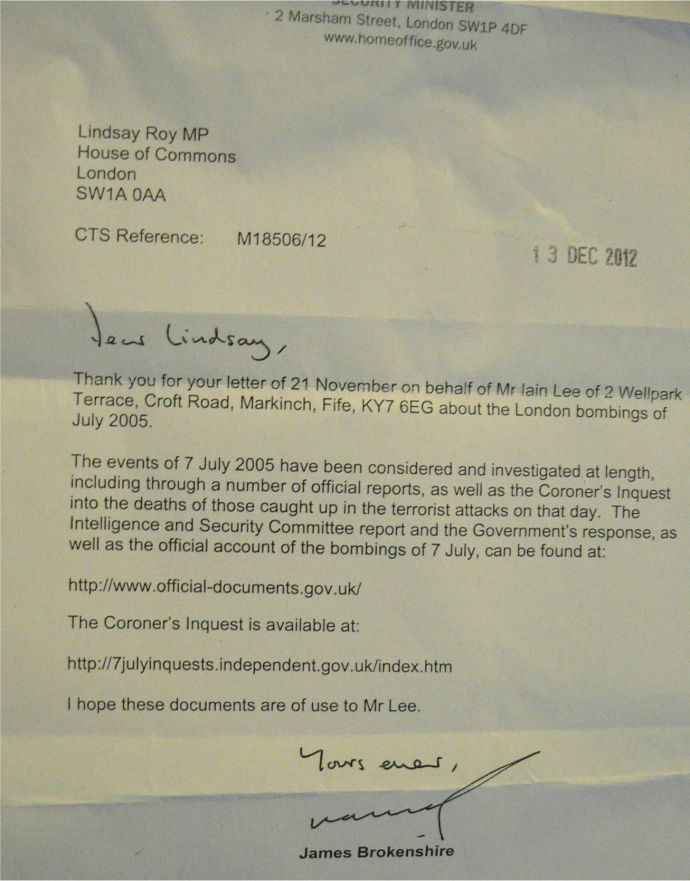 SECURITY MINISTER
2 Marsham Street, London SW1P 4DF
www.homeoffice.gov.uk
Lindsay Roy MP
House of Commons
London
SW1A 0AA
CTS Reference: M18506/12
13 DEC 2012
Dear Lindsay,
Thank you for your letter of 21 November on behalf of Mr Iain Lee of 2 Wellpark
Terrace, Croft Road, Markinch, Fife, KY7 6EG about the London bombings of
July 2005.
The events of 7 July 2005 have been considered and investigated at length,
including through a number of official reports, as well as the Coroner's Inquest
into the deaths of those caught up in the terrorist attacks on that day. The
Intelligence and Security Committee report and the Government's response, as
well as the official account of the bombings of 7 July, can be found at:
http://www.official-documents.gov.uk/
The Coroner's Inquest is available at:
http://7julyinquests.independent.gov.uk/index.htm
I hope these documents are of use to Mr Lee.
Yours ever,
James Brokenshire